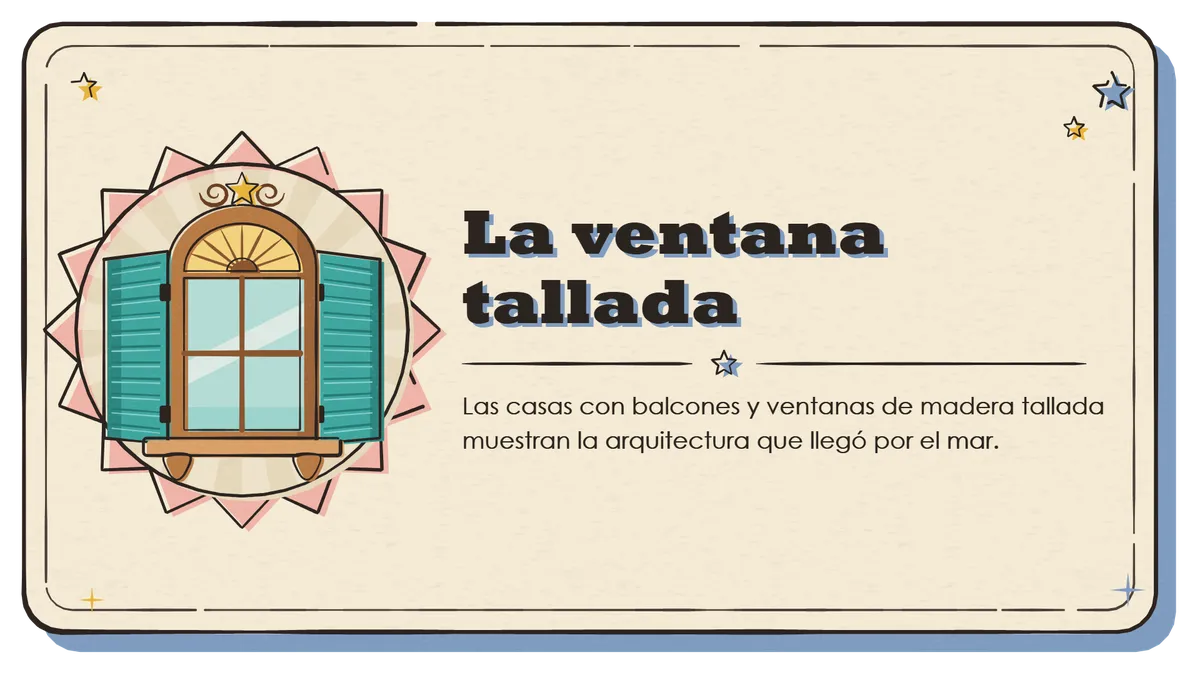 La ventana
tallada
Las casas con balcones y ventanas de madera tallada
muestran la arquitectura que llegó por el mar.